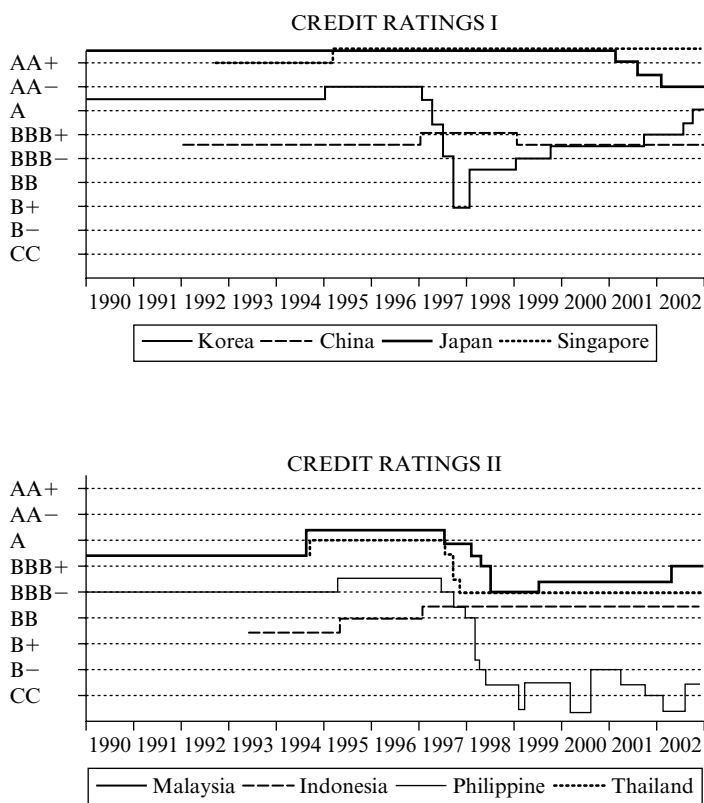 CREDIT RATINGS I
AA+
AA−
A
BBB+
BBB−
BB
B+
B−
CC
1990 1991 1992 1993 1994 1995 1996 1997 1998 1999 2000 2001 2002
Korea China Japan Singapore
CREDIT RATINGS II
AA+
AA−
A
BBB+
BBB−
BB
B+
B−
CC
1990 1991 1992 1993 1994 1995 1996 1997 1998 1999 2000 2001 2002
Malaysia Indonesia Philippine Thailand